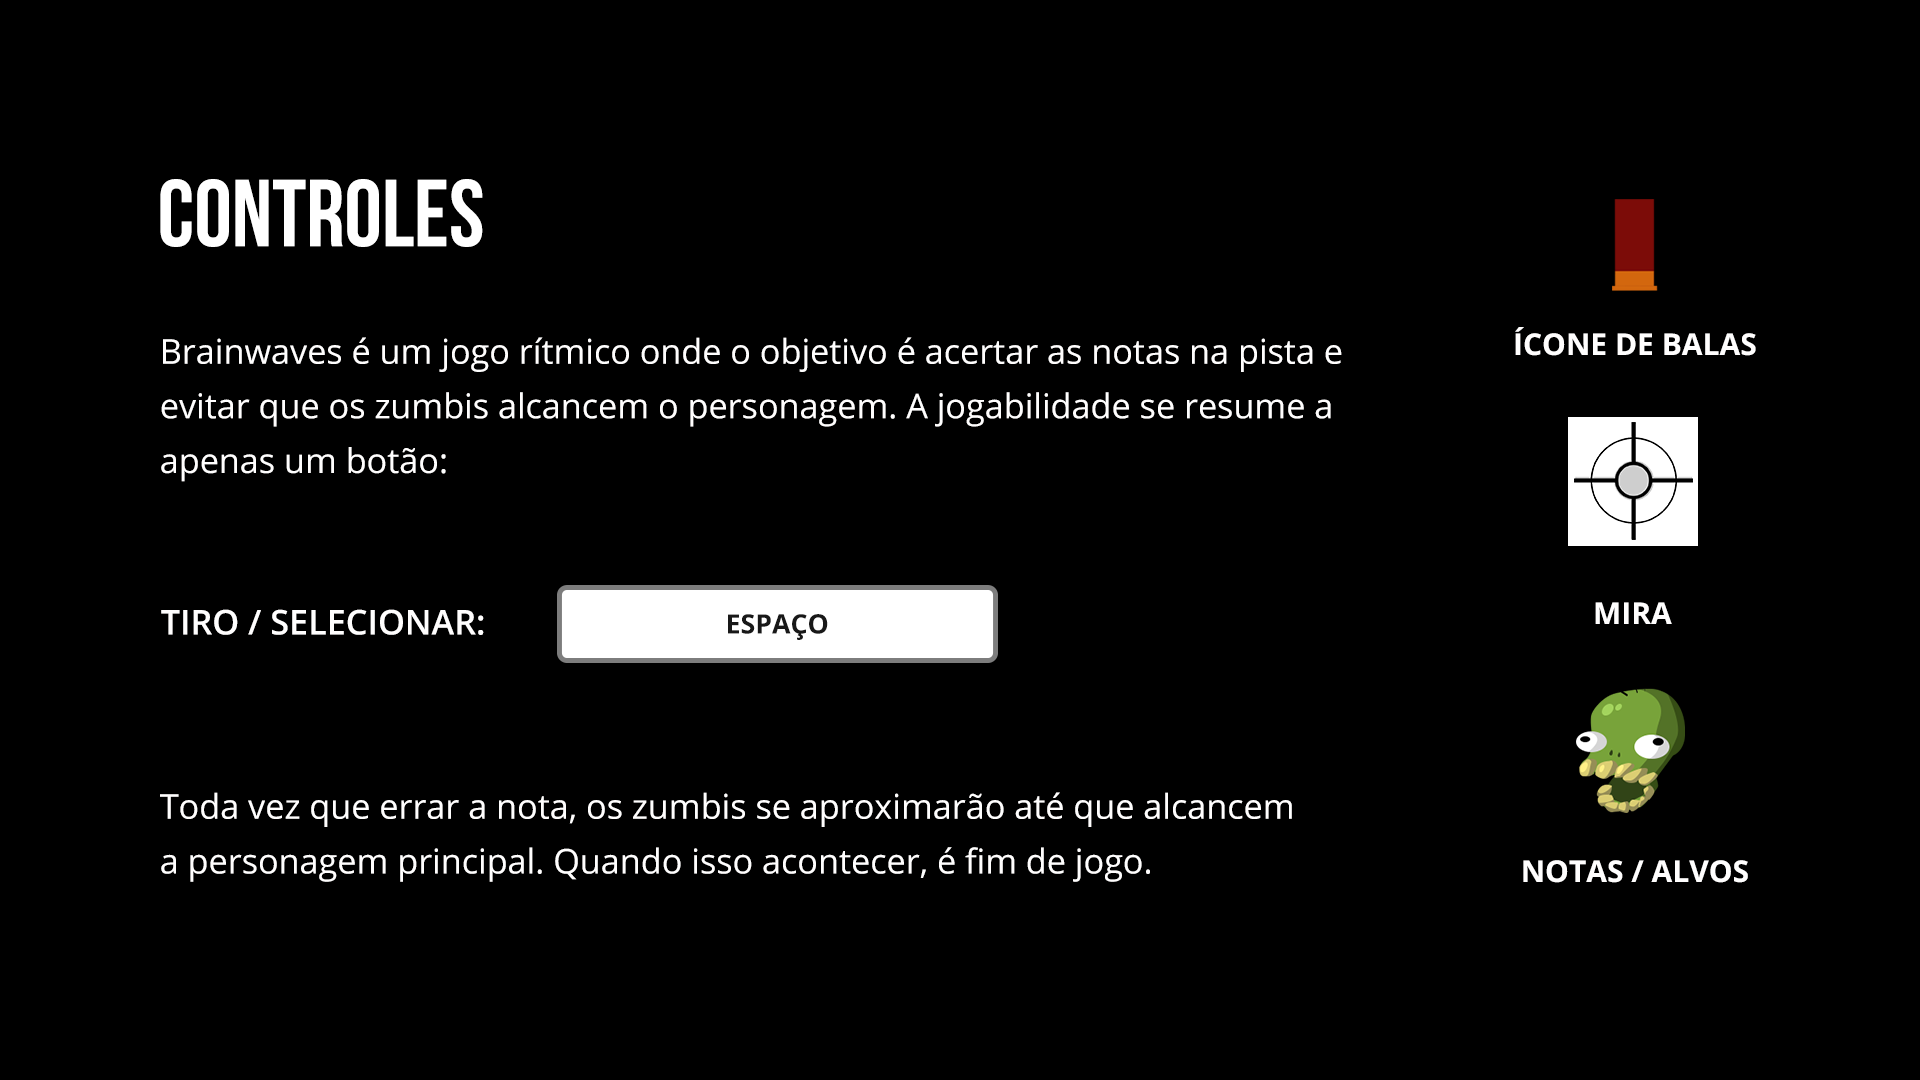 CONTROLES
Brainwaves é um jogo rítmico onde o objetivo é acertar as notas na pista e
evitar que os zumbis alcancem o personagem. A jogabilidade se resume a
apenas um botão:
TIRO / SELECIONAR:
ESPAÇO
Toda vez que errar a nota, os zumbis se aproximarão até que alcancem
a personagem principal. Quando isso acontecer, é fim de jogo.
ÍCONE DE BALAS
MIRA
NOTAS / ALVOS